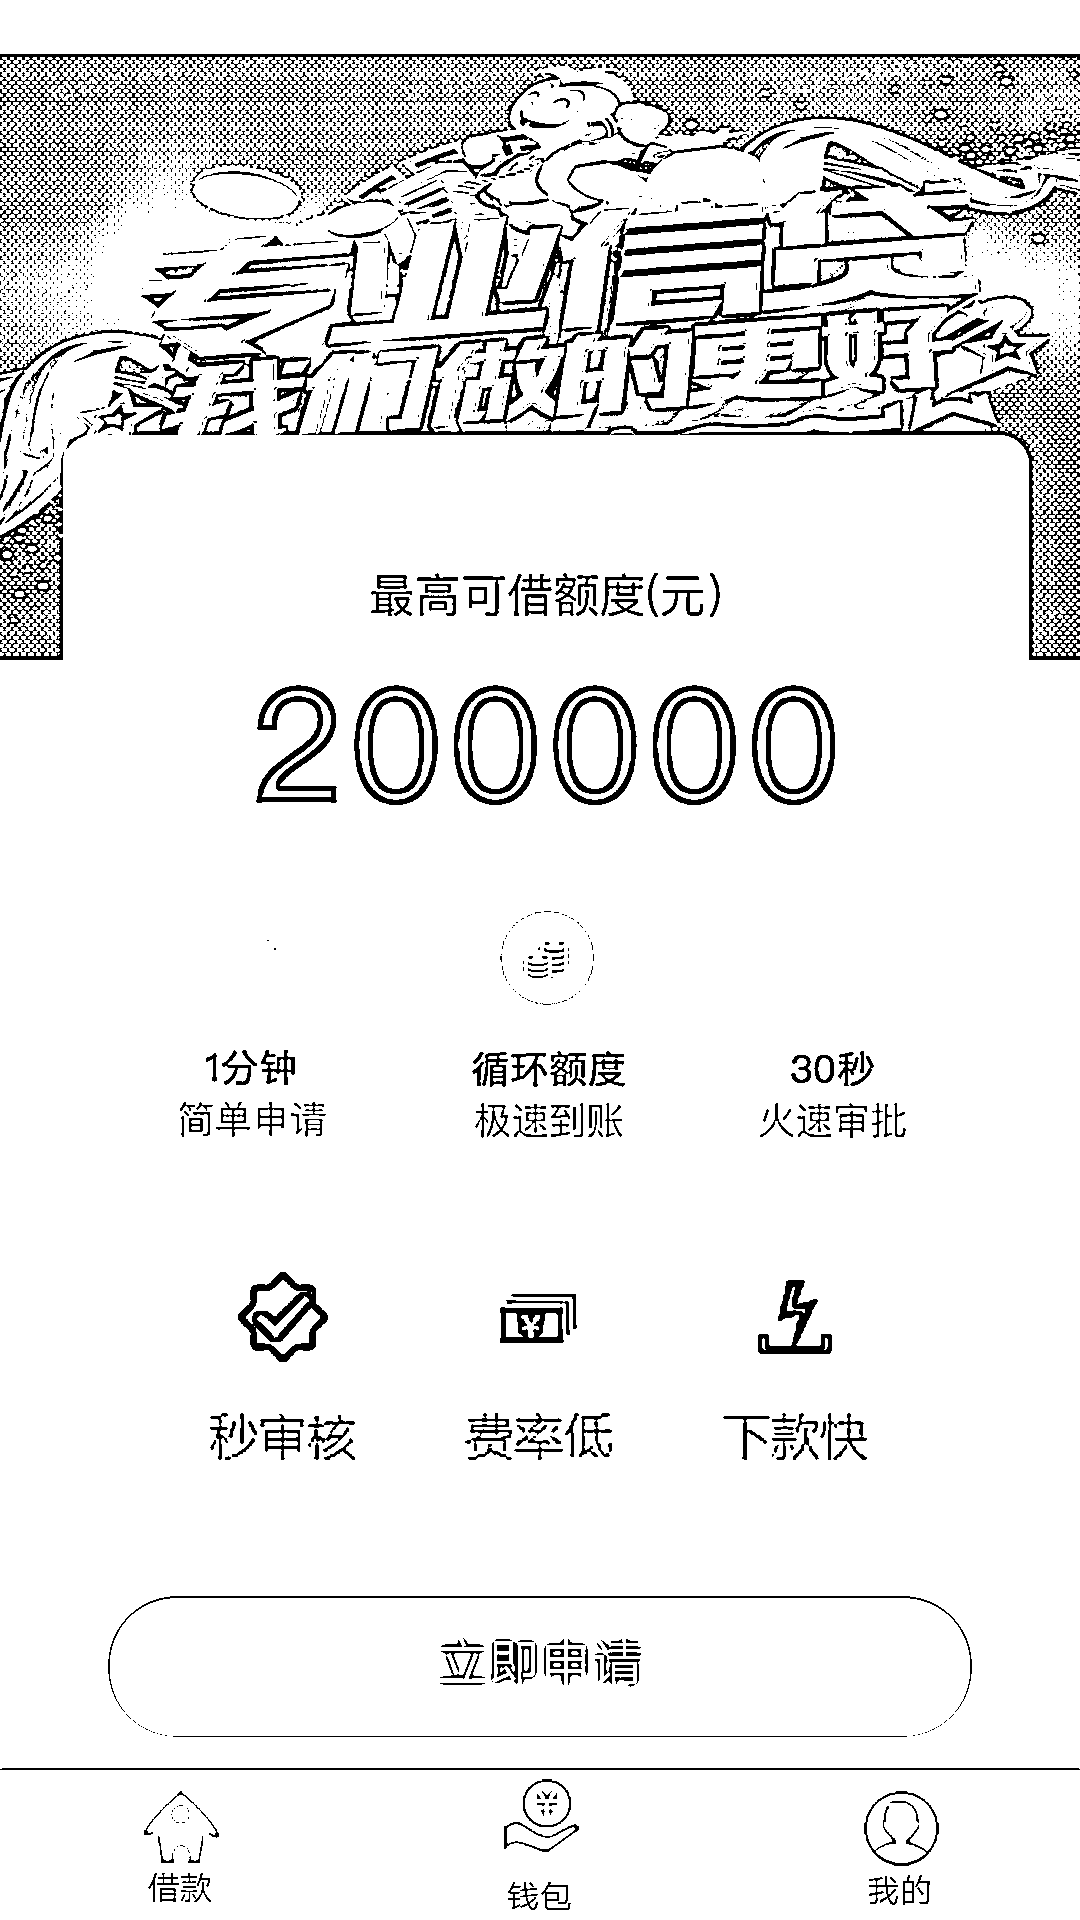 专业信贷
我们做的更好
最高可借额度(元)
200000
1分钟
循环额度
30秒
简单申请
极速到账
火速审批
秒审核
费率低
下款快
立即申请
借款
钱包
我的